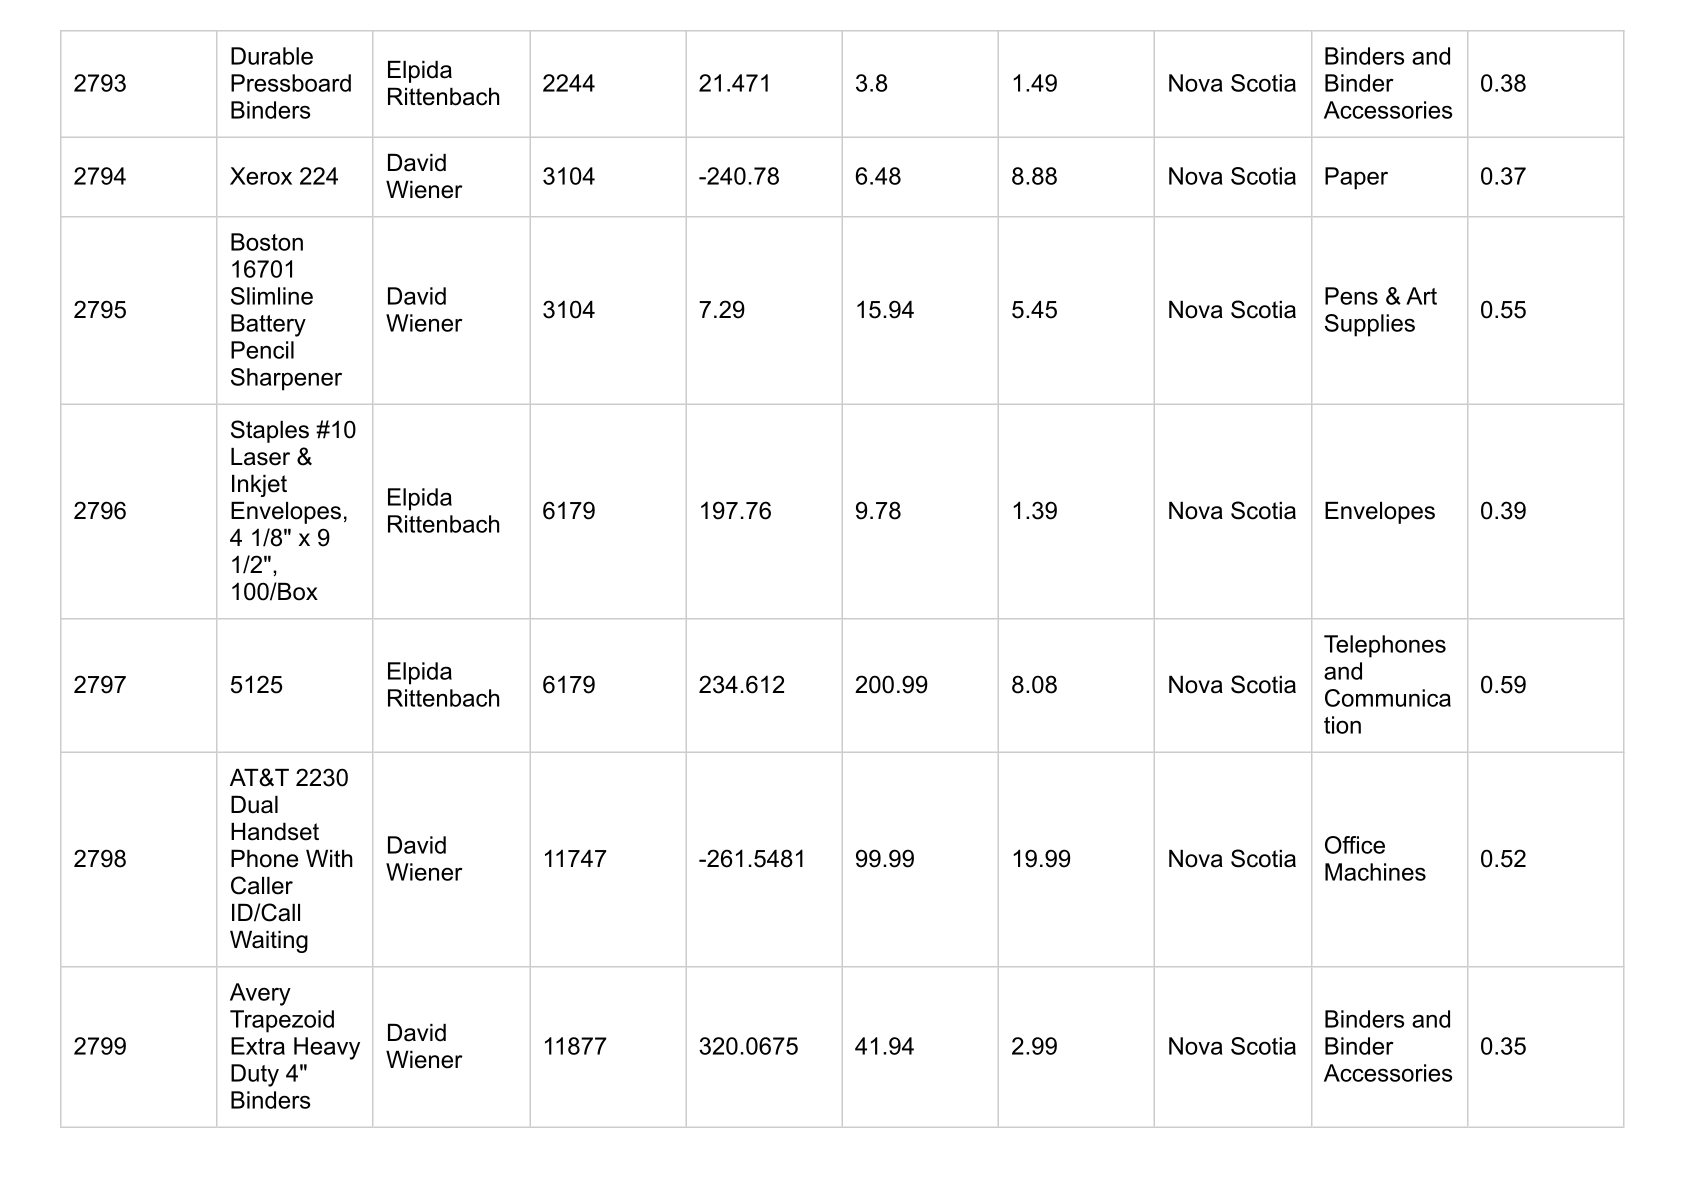 2793
Durable
Pressboard
Binders
Elpida
Rittenbach
2244
21.471
3.8
1.49
Nova Scotia
Binders and
Binder
Accessories
0.38
2794
Xerox 224
David
Wiener
3104
-240.78
6.48
8.88
Nova Scotia
Paper
0.37
2795
Boston
16701
Slimline
Battery
Pencil
Sharpener
David
Wiener
3104
7.29
15.94
5.45
Nova Scotia
Pens & Art
Supplies
0.55
2796
Staples #10
Laser &
Inkjet
Envelopes,
4 1/8" x 9
1/2",
100/Box
Elpida
Rittenbach
6179
197.76
9.78
1.39
Nova Scotia
Envelopes
0.39
2797
5125
Elpida
Rittenbach
6179
234.612
200.99
8.08
Nova Scotia
Telephones
and
Communica
tion
0.59
2798
AT&T 2230
Dual
Handset
Phone With
Caller
ID/Call
Waiting
David
Wiener
11747
-261.5481
99.99
19.99
Nova Scotia
Office
Machines
0.52
2799
Avery
Trapezoid
Extra Heavy
Duty 4"
Binders
David
Wiener
11877
320.0675
41.94
2.99
Nova Scotia
Binders and
Binder
Accessories
0.35